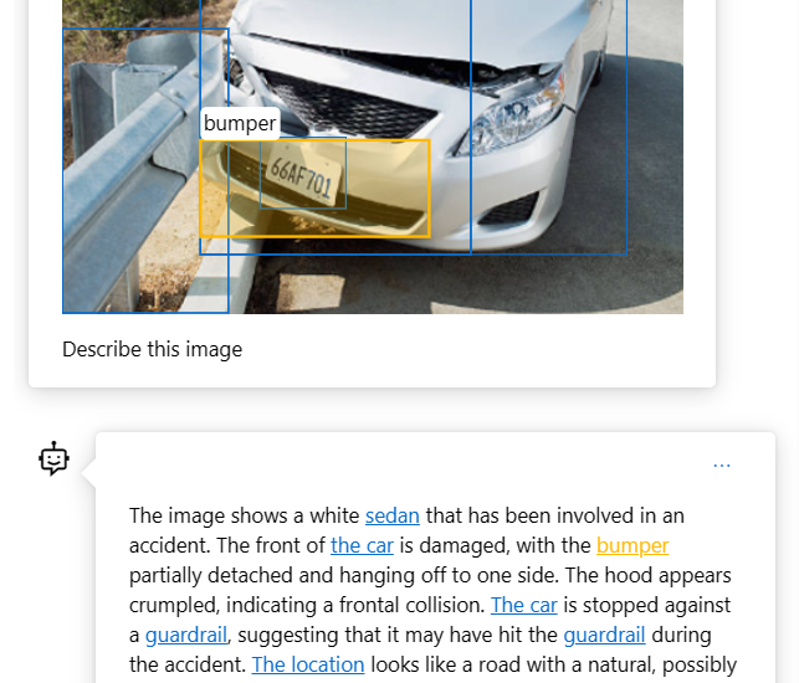 bumper
66AF701
Describe this image
...
The image shows a white sedan that has been involved in an
accident. The front of the car is damaged, with the bumper
partially detached and hanging off to one side. The hood appears
crumpled, indicating a frontal collision. The car is stopped against
a guardrail, suggesting that it may have hit the guardrail during
the accident. The location looks like a road with a natural, possibly